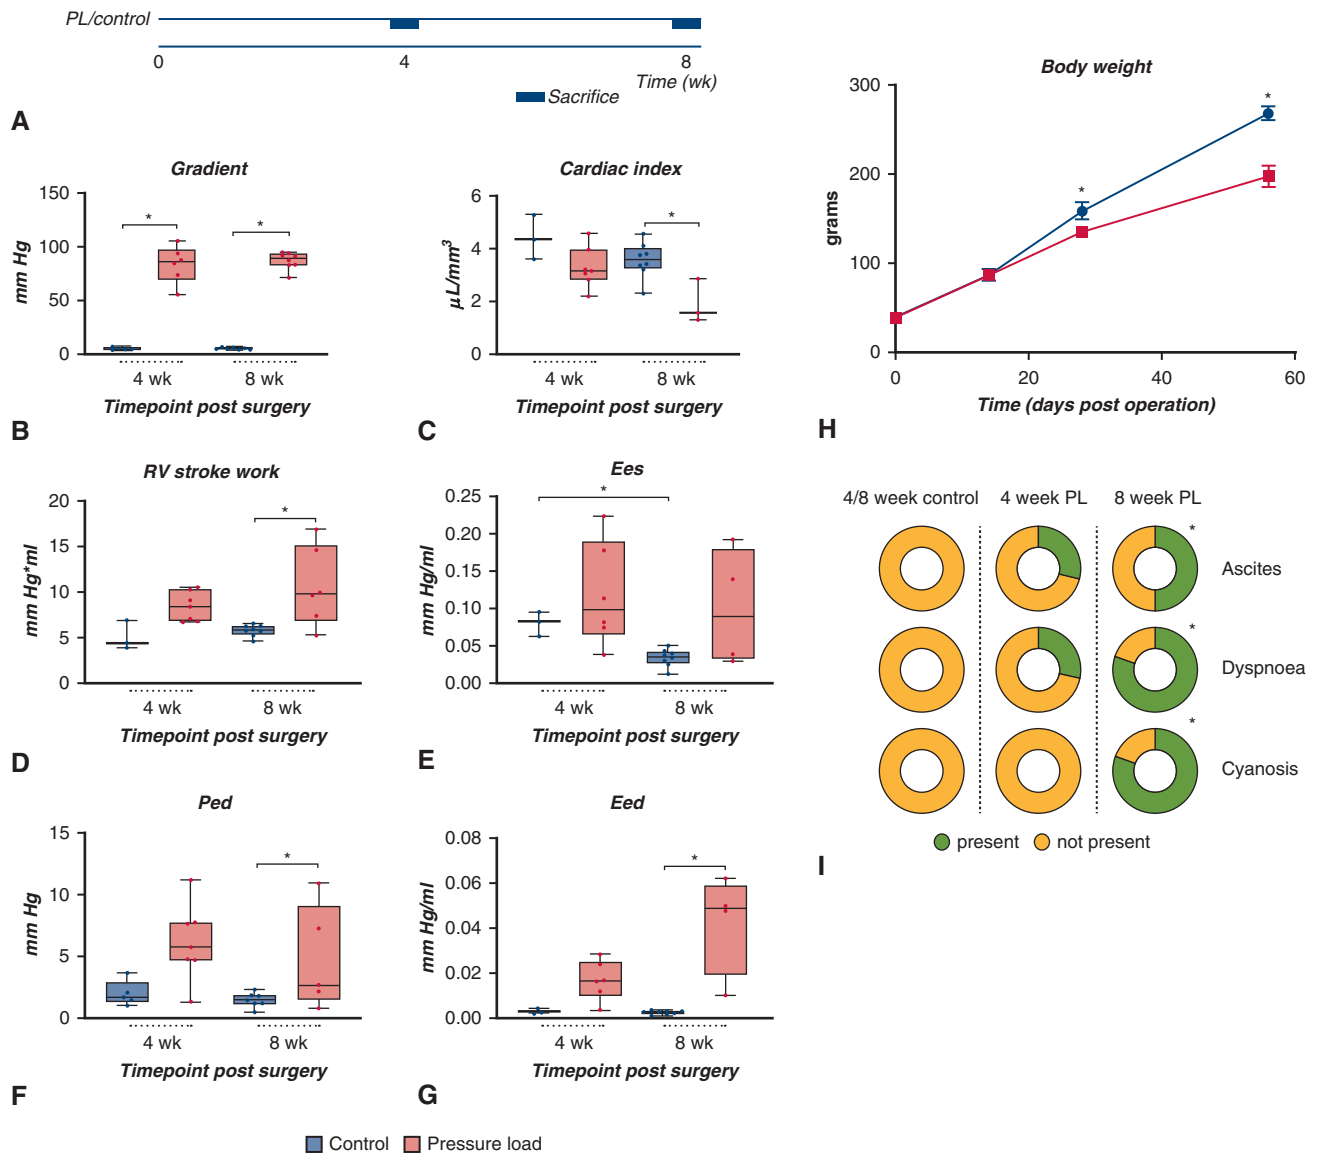 PL/control
0
4
8
Time (wk)
Sacrifice
A
Gradient
mm Hg
150
100
50
0
*
*
4 wk
8 wk
Timepoint post surgery
B
Cardiac index
µL/mm³
6
4
2
0
*
4 wk
8 wk
Timepoint post surgery
C
RV stroke work
mm Hg*ml
20
15
10
5
0
*
4 wk
8 wk
Timepoint post surgery
D
Ees
mm Hg/ml
0.25
0.20
0.15
0.10
0.05
0.00
*
4 wk
8 wk
Timepoint post surgery
E
Ped
mm Hg
15
10
5
0
*
4 wk
8 wk
Timepoint post surgery
F
Eed
mm Hg/ml
0.08
0.06
0.04
0.02
0.00
*
4 wk
8 wk
Timepoint post surgery
G
Control
Pressure load
Body weight
grams
300
200
100
0
*
*
0
20
40
60
Time (days post operation)
H
4/8 week control
4 week PL
8 week PL
*
Ascites
*
Dyspnoea
*
Cyanosis
present
not present
I